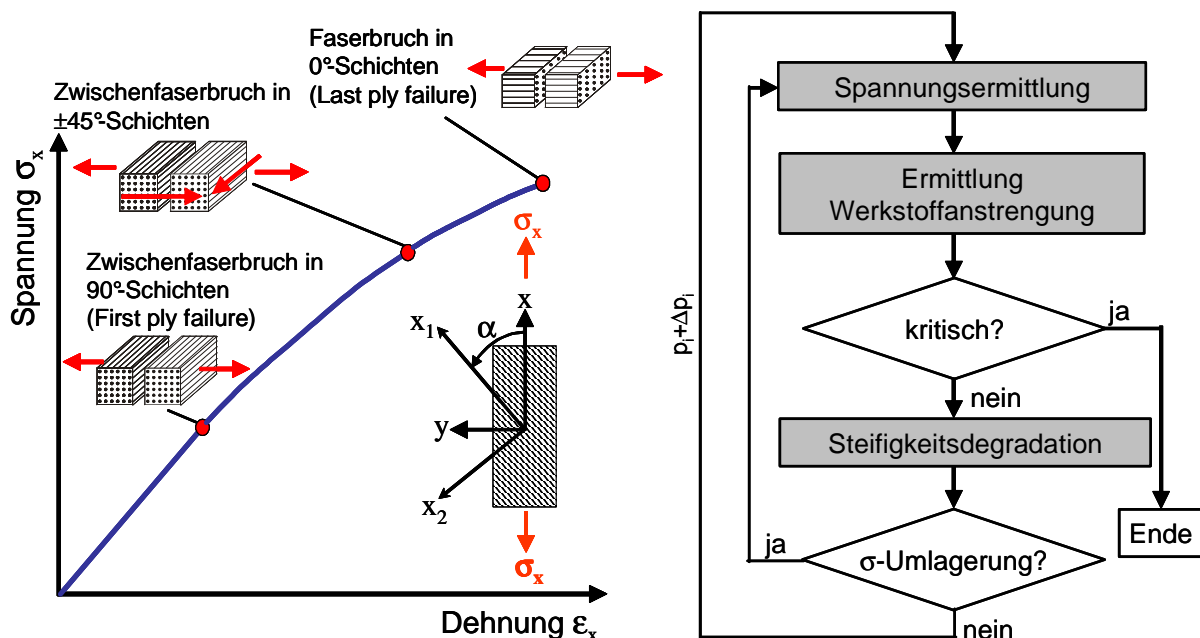 Faserbruch in
0°-Schichten
(Last ply failure)
Zwischenfaserbruch in
±45°-Schichten
Spannung σx
Zwischenfaserbruch in
90°-Schichten
(First ply failure)
σx
x
x1
α
y
x2
σx
Dehnung εx
Spannungsermittlung
Ermittlung
Werkstoffanstrengung
pi+Δpi
kritisch?
ja
nein
Steifigkeitsdegradation
Ende
ja
σ-Umlagerung?
nein